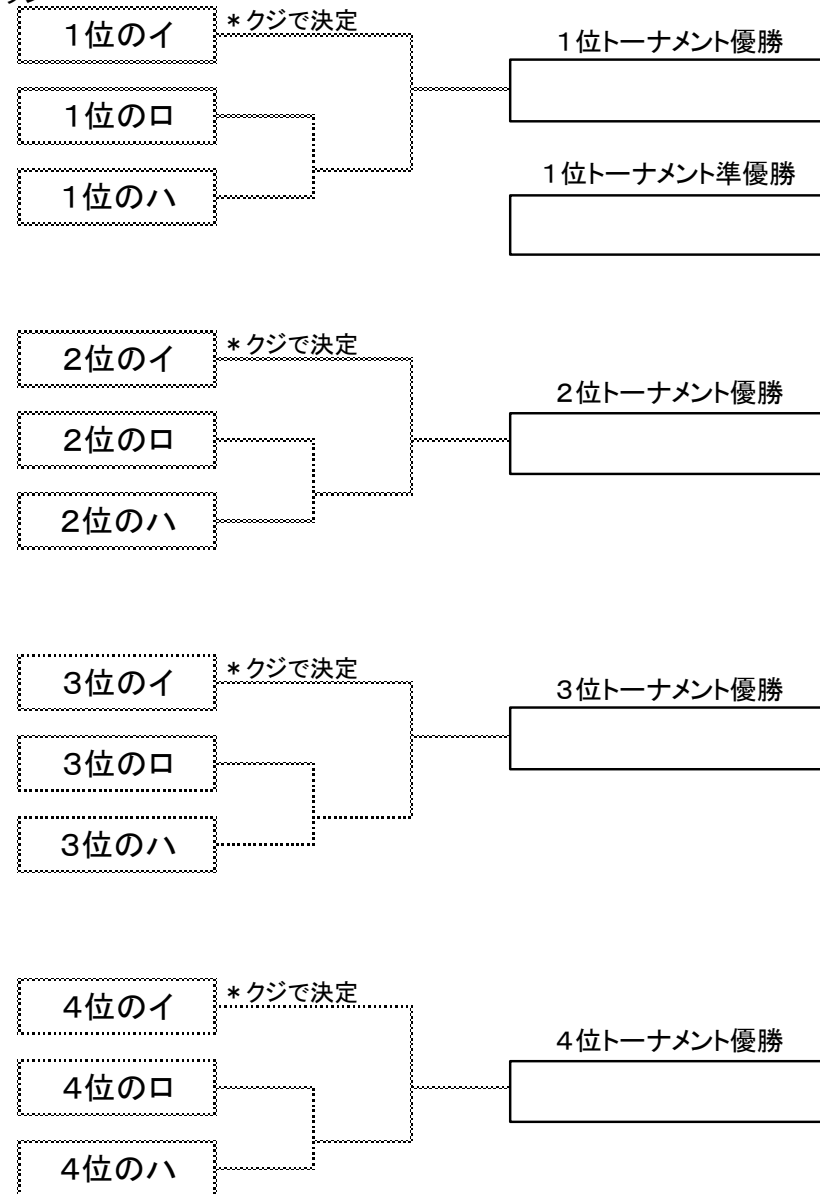 1位のイ
*クジで決定
1位トーナメント優勝
1位のロ
1位のハ
1位トーナメント準優勝
2位のイ
*クジで決定
2位トーナメント優勝
2位のロ
2位のハ
3位のイ
*クジで決定
3位トーナメント優勝
3位のロ
3位のハ
4位のイ
*クジで決定
4位トーナメント優勝
4位のロ
4位のハ